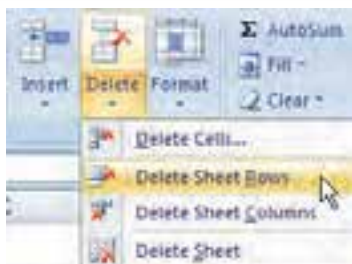 Insert Delete Format
Σ AutoSum
Fill
Clear
Delete Cells...
Delete Sheet Rows
Delete Sheet Columns
Delete Sheet